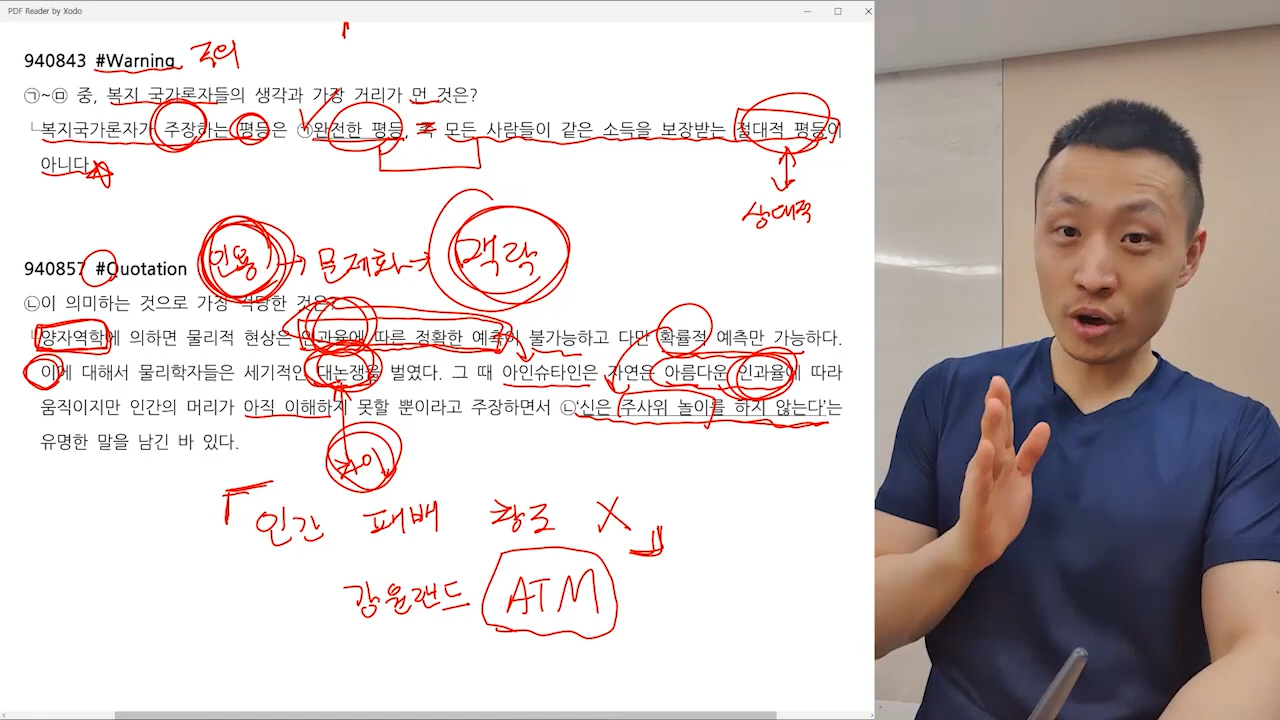 PDF Reader by Xodo
940843 #Warning 주의
㉠~㉤ 중, 복지 국가론자들의 생각과 가장 거리가 먼 것은?
└복지국가론자가 주장하는 평등은 ㉠완전한 평등, 즉 모든 사람들이 같은 소득을 보장받는 절대적 평등이
아니다.
상대적
인용 → 문제화 → 맥락
940857 #Quotation
㉡이 의미하는 것으로 가장 적당한 것은?
└양자역학에 의하면 물리적 현상은 인과율에 따른 정확한 예측이 불가능하고 다만 확률적 예측만 가능하다.
이에 대해서 물리학자들은 세기적인 대논쟁을 벌였다. 그 때 아인슈타인은 자연은 아름다운 인과율에 따라
움직이지만 인간의 머리가 아직 이해하지 못할 뿐이라고 주장하면서 ㉡'신은 주사위 놀이를 하지 않는다'는
유명한 말을 남긴 바 있다.
차이
「인간 패배 창조 X」
강원랜드 ATM